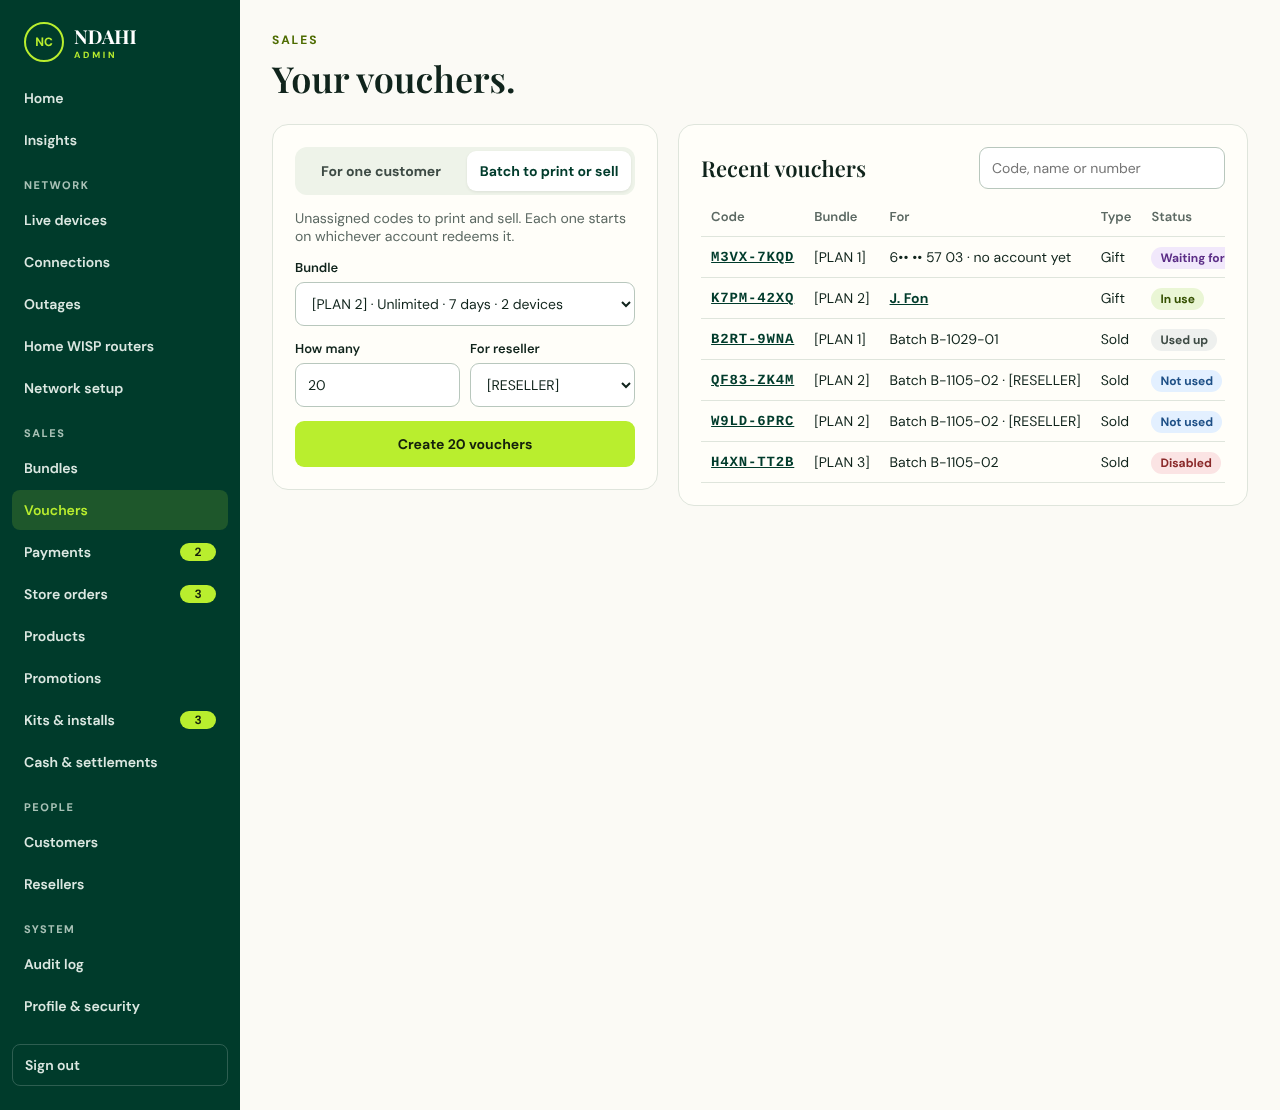 NC
NDAHI
ADMIN
Home
Insights
NETWORK
Live devices
Connections
Outages
Home WISP routers
Network setup
SALES
Bundles
Vouchers
Payments 2
Store orders 3
Products
Promotions
Kits & installs 3
Cash & settlements
PEOPLE
Customers
Resellers
SYSTEM
Audit log
Profile & security
Sign out
SALES
Your vouchers.
For one customer Batch to print or sell
Unassigned codes to print and sell. Each one starts
on whichever account redeems it.
Bundle
[PLAN 2] · Unlimited · 7 days · 2 devices
How many For reseller
20 [RESELLER]
Create 20 vouchers
Recent vouchers Code, name or number
Code Bundle For Type Status
M3VX-7KQD [PLAN 1] 6•• •• 57 03 · no account yet Gift Waiting for
K7PM-42XQ [PLAN 2] J. Fon Gift In use
B2RT-9WNA [PLAN 1] Batch B-1029-01 Sold Used up
QF83-ZK4M [PLAN 2] Batch B-1105-02 · [RESELLER] Sold Not used
W9LD-6PRC [PLAN 2] Batch B-1105-02 · [RESELLER] Sold Not used
H4XN-TT2B [PLAN 3] Batch B-1105-02 Sold Disabled